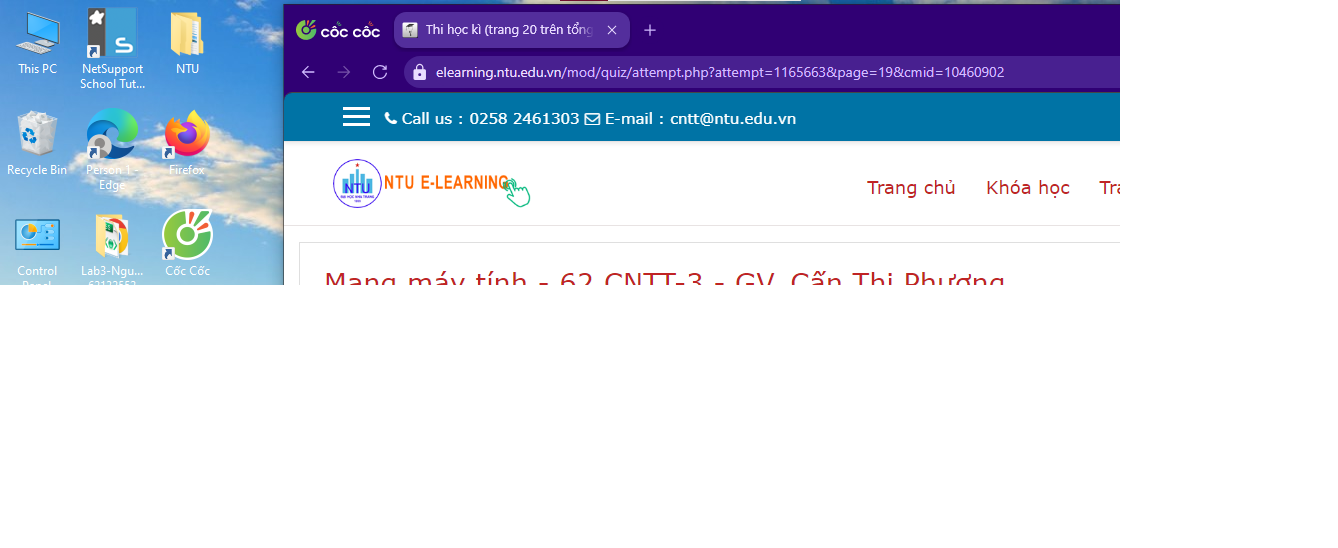 This PC
NetSupport
School Tut...
NTU
Recycle Bin
Person 1 -
Edge
Firefox
Control
Panel
Lab3-Ngu...
Cốc Cốc
cốc cốc
Thi học kì (trang 20 trên tổng
elearning.ntu.edu.vn/mod/quiz/attempt.php?attempt=1165663&page=19&cmid=10460902
Call us : 0258 2461303 E-mail : cntt@ntu.edu.vn
NTU
NTU E-LEARNING
Trang chủ Khóa học
Mạng máy tính - 62.CNTT-3 - GV. Cấn Thị Phượng